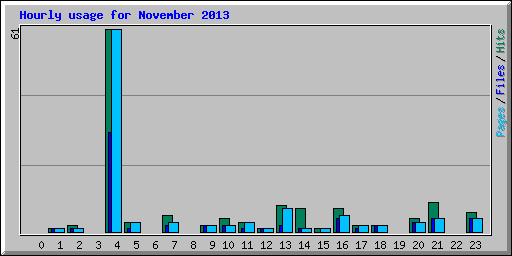 Hourly usage for November 2013
61
Pages/Files/Hits
0 1 2 3 4 5 6 7 8 9 10 11 12 13 14 15 16 17 18 19 20 21 22 23